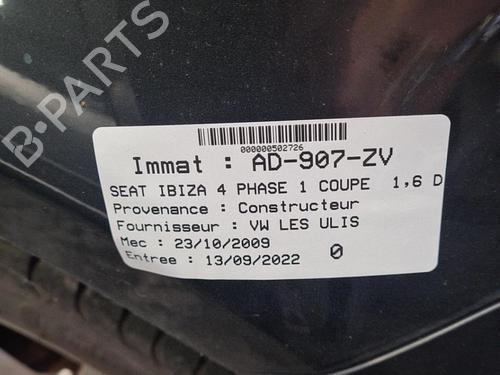 B-PARTS
000000502726
Immat : AD-907-ZV
SEAT IBIZA 4 PHASE 1 COUPE 1,6 D
Provenance : Constructeur
Fournisseur : VW LES ULIS
Mec : 23/10/2009
Entree : 13/09/2022 0